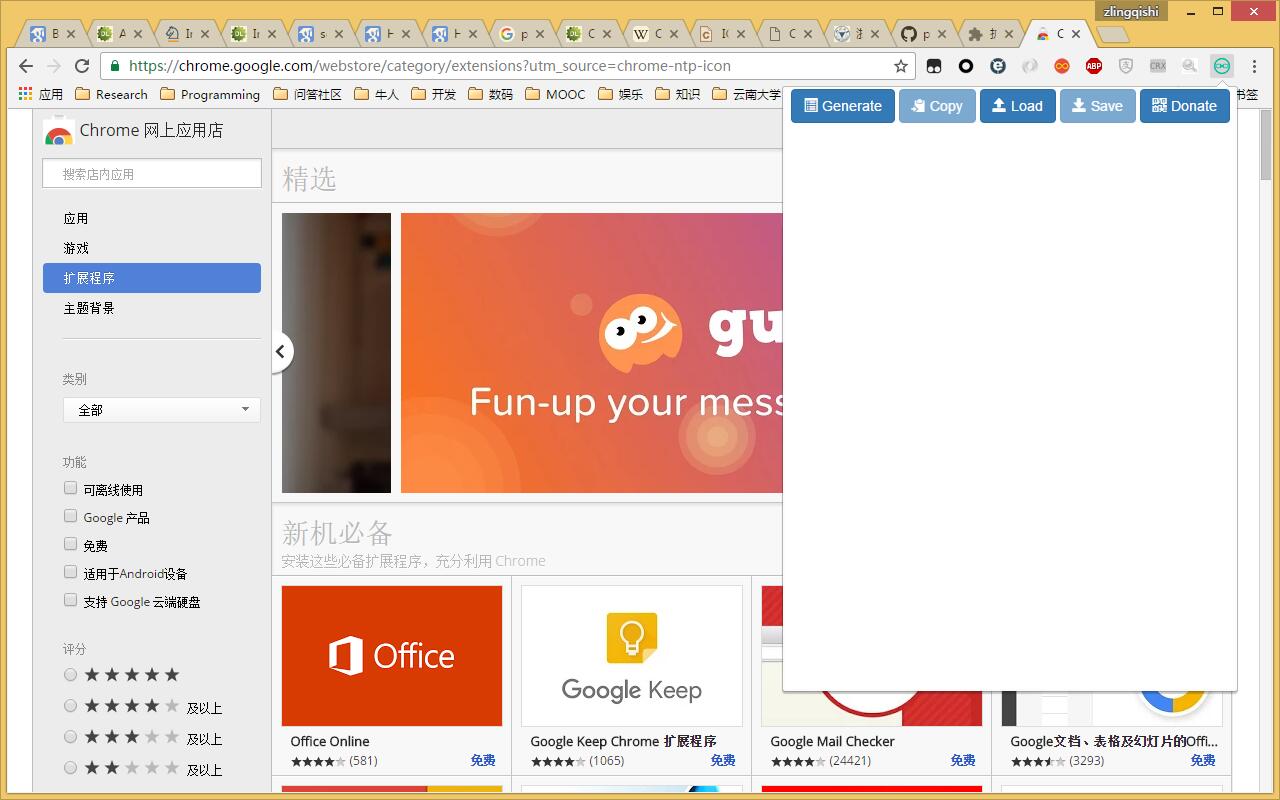 zlingqishi
B
A
In
In
s
H
H
p
C
C
IC
C
注
p
扩
C
https://chrome.google.com/webstore/category/extensions?utm_source=chrome-ntp-icon
ABP
CRX
应用 Research Programming 问答社区 牛人 开发 数码 MOOC 娱乐 知识 云南大学 书签
Generate Copy Load Save Donate
Chrome 网上应用店
搜索店内应用
应用
游戏
扩展程序
主题背景
类别
全部
功能
可离线使用
Google 产品
免费
适用于Android设备
支持 Google 云端硬盘
评分
及以上
及以上
及以上
精选
gu
Fun-up your mess
新机必备
安装这些必备扩展程序，充分利用 Chrome
Office
Google Keep
Office Online
(581) 免费
Google Keep Chrome 扩展程序
(1065) 免费
Google Mail Checker
(24421) 免费
Google文档、表格及幻灯片的Offi...
(3293) 免费